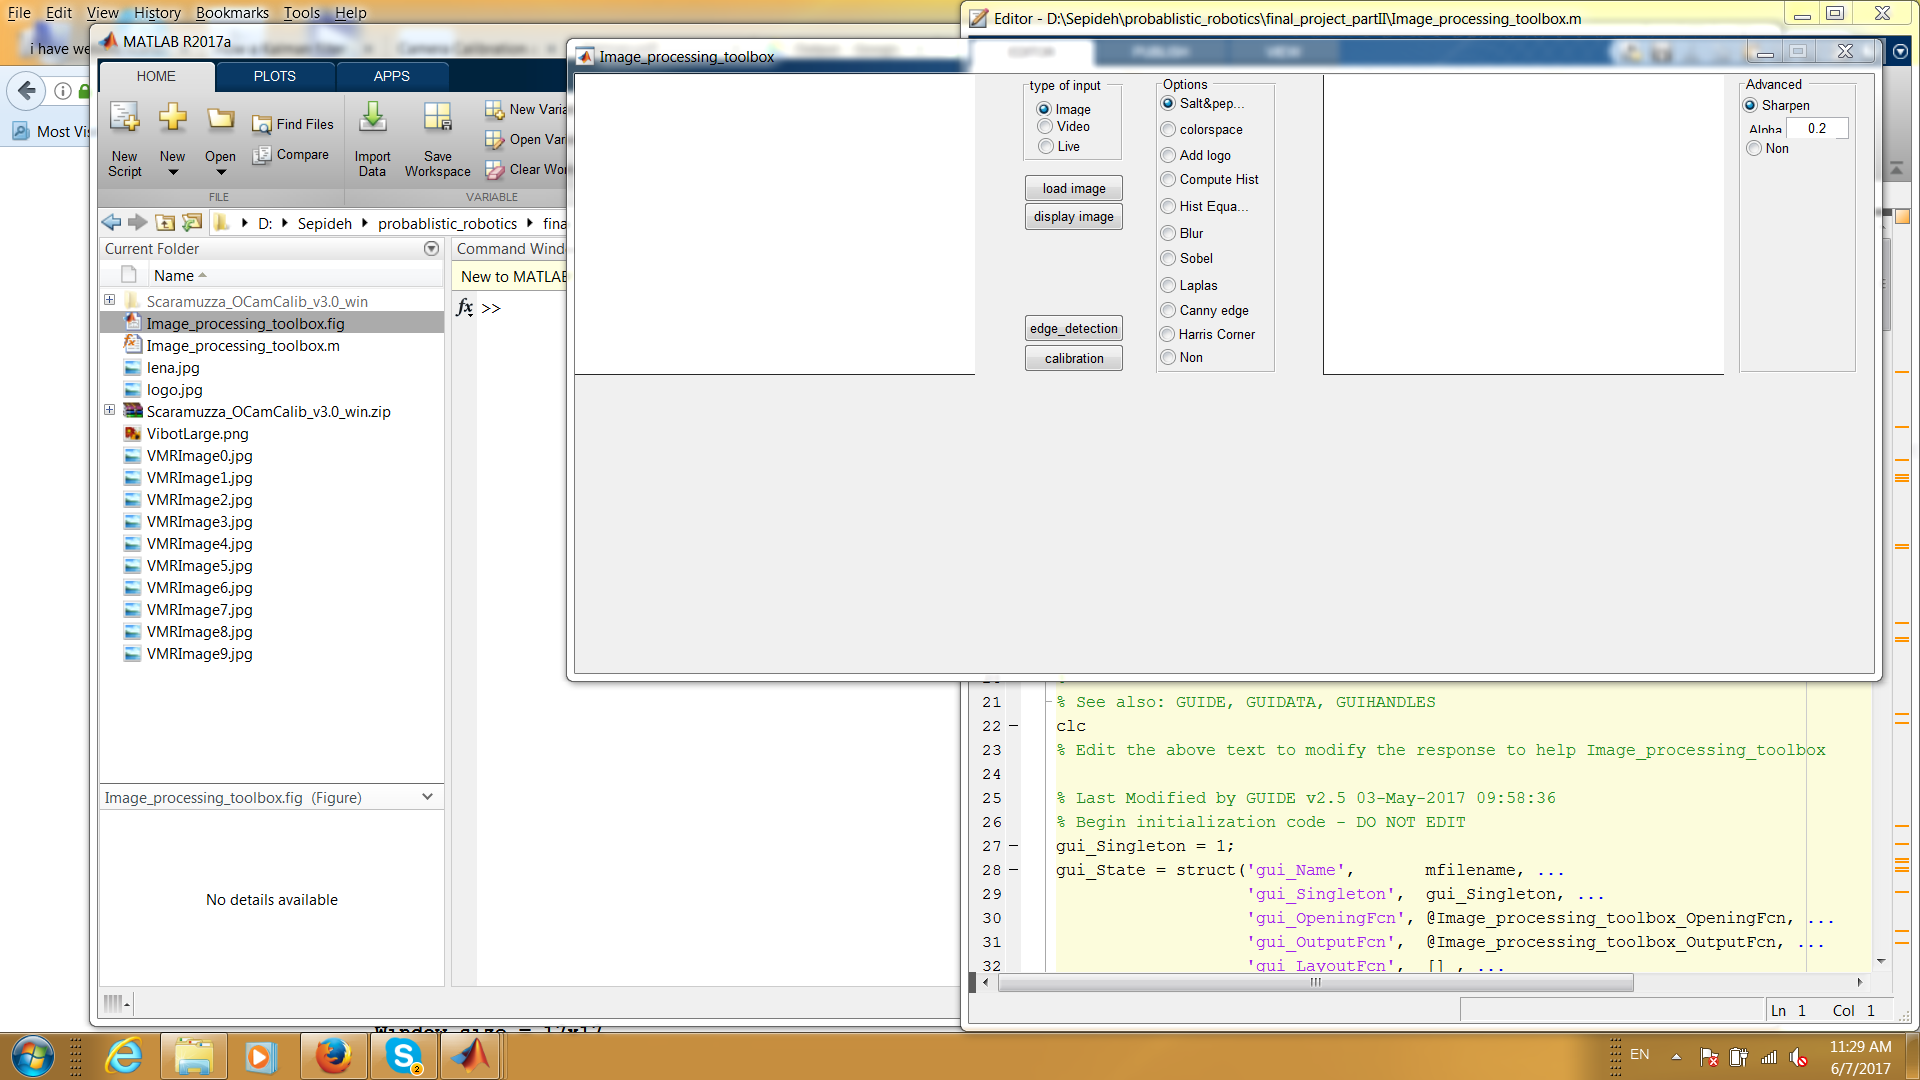 File Edit View History Bookmarks Tools Help
Editor - D:\Sepideh\probablistic_robotics\final_project_partII\Image_processing_toolbox.m
i have we
MATLAB R2017a
Image_processing_toolbox
HOME PLOTS APPS
EDITOR PUBLISH VIEW
Most Vis
New Script
New
Open
Find Files
Compare
Import Data
Save Workspace
New Varia
Open Var
Clear Wo
FILE VARIABLE
D: Sepideh probablistic_robotics fina
Current Folder
Command Windo
Name
New to MATLAB
fx >>
Scaramuzza_OCamCalib_v3.0_win
Image_processing_toolbox.fig
Image_processing_toolbox.m
lena.jpg
logo.jpg
Scaramuzza_OCamCalib_v3.0_win.zip
VibotLarge.png
VMRImage0.jpg
VMRImage1.jpg
VMRImage2.jpg
VMRImage3.jpg
VMRImage4.jpg
VMRImage5.jpg
VMRImage6.jpg
VMRImage7.jpg
VMRImage8.jpg
VMRImage9.jpg
Image_processing_toolbox.fig (Figure)
No details available
type of input
Image
Video
Live
load image
display image
edge_detection
calibration
Options
Salt&pep...
colorspace
Add logo
Compute Hist
Hist Equa...
Blur
Sobel
Laplas
Canny edge
Harris Corner
Non
Advanced
Sharpen
Alpha 0.2
Non
21 % See also: GUIDE, GUIDATA, GUIHANDLES
22 clc
23 % Edit the above text to modify the response to help Image_processing_toolbox
24
25 % Last Modified by GUIDE v2.5 03-May-2017 09:58:36
26 % Begin initialization code - DO NOT EDIT
27 gui_Singleton = 1;
28 gui_State = struct('gui_Name', mfilename, ...
29 'gui_Singleton', gui_Singleton, ...
30 'gui_OpeningFcn', @Image_processing_toolbox_OpeningFcn, ...
31 'gui_OutputFcn', @Image_processing_toolbox_OutputFcn, ...
32 'gui_LayoutFcn', [] , ...
Ln 1 Col 1
Window size = 17x17
2
EN
11:29 AM
6/7/2017